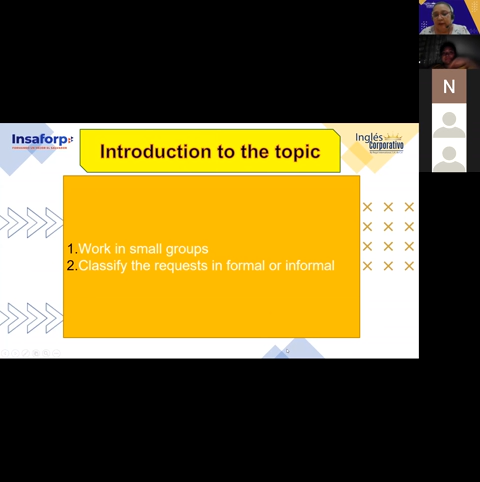 Insaforp
Introduction to the topic
Inglés
Corporativo
N
1.Work in small groups
2.Classify the requests in formal or informal